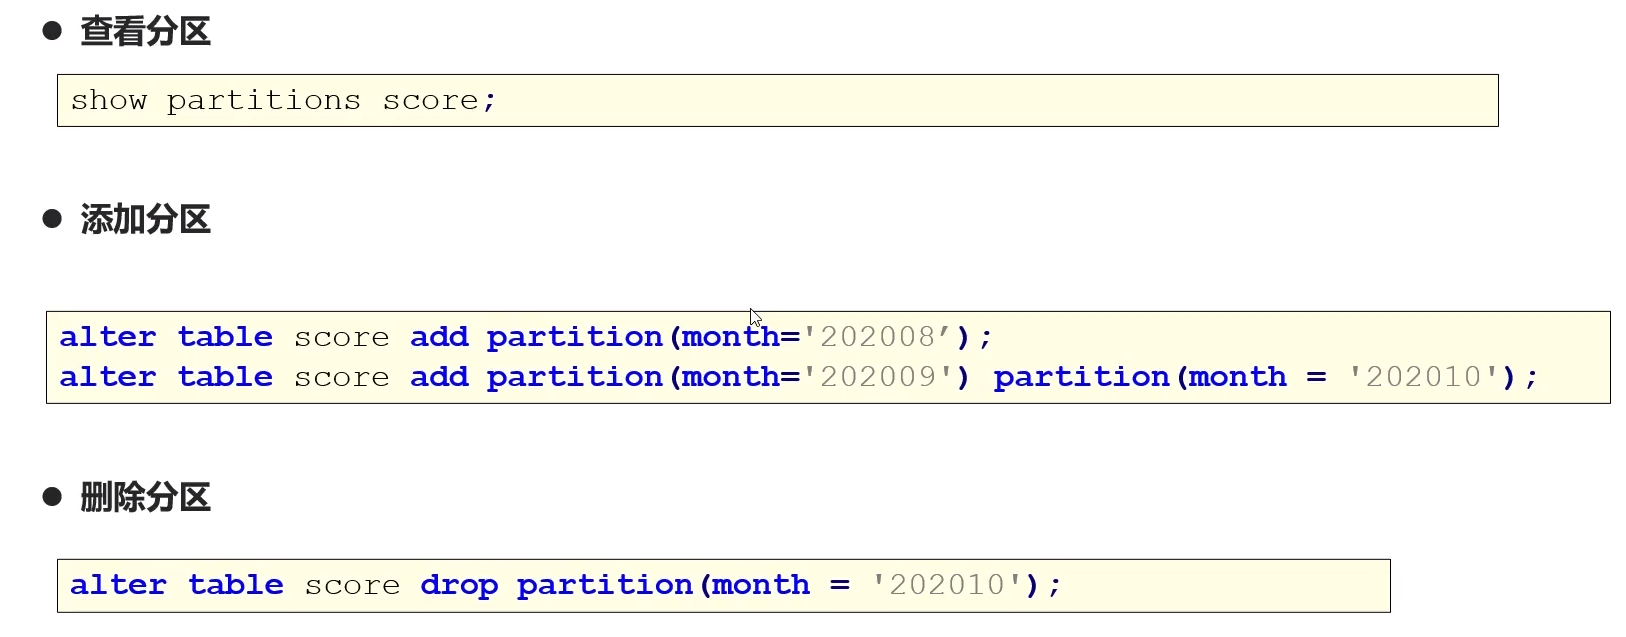 ● 查看分区
show partitions score;
● 添加分区
alter table score add partition(month='202008’);
alter table score add partition(month='202009') partition(month = '202010');
● 删除分区
alter table score drop partition(month = '202010');